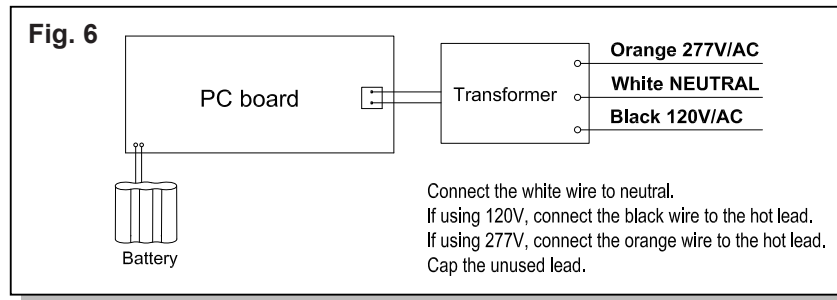 Fig. 6
PC board
Transformer
Orange 277V/AC
White NEUTRAL
Black 120V/AC
Battery
Connect the white wire to neutral.
If using 120V, connect the black wire to the hot lead.
If using 277V, connect the orange wire to the hot lead.
Cap the unused lead.